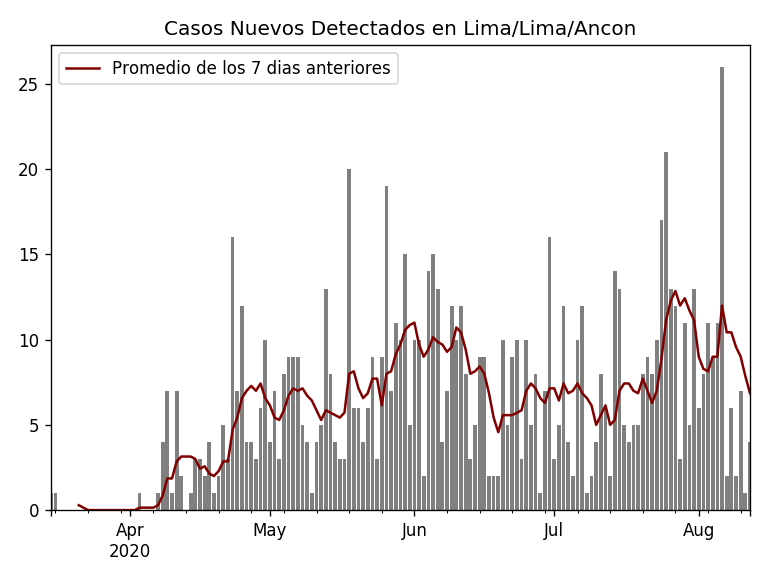 Casos Nuevos Detectados en Lima/Lima/Ancon
Promedio de los 7 dias anteriores
25
20
15
10
5
0
Apr
2020
May
Jun
Jul
Aug